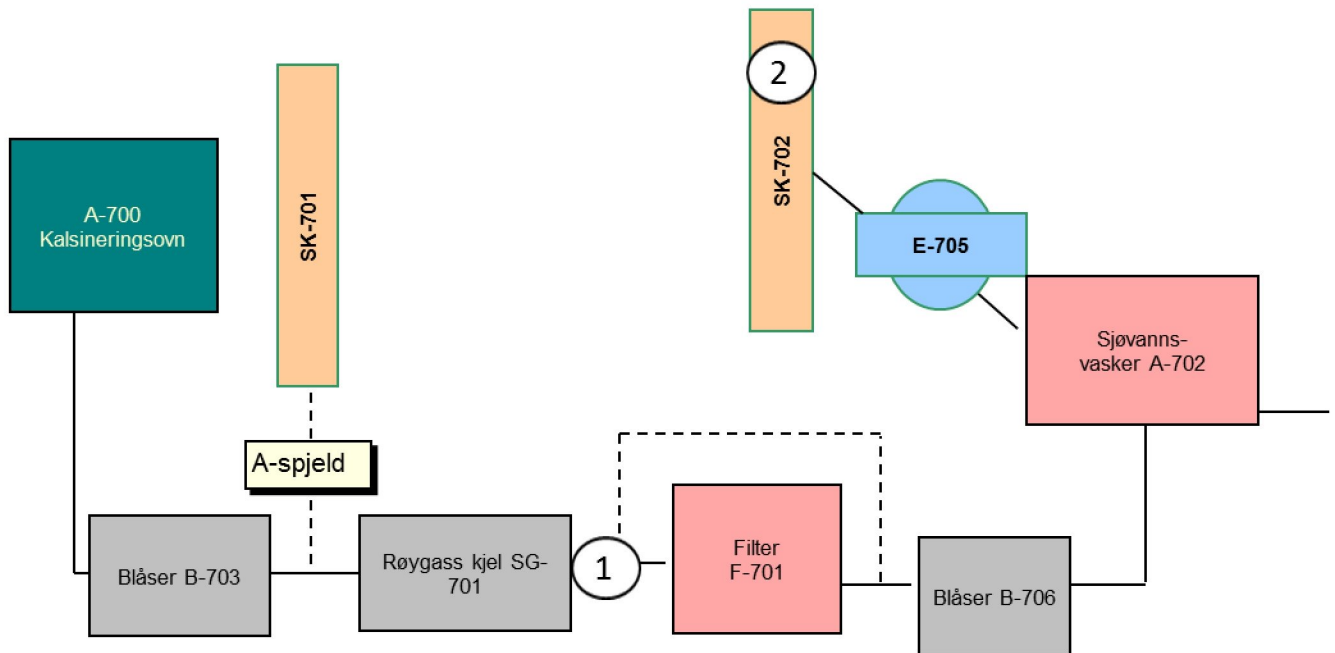 2
SK-702
SK-701
A-700
Kalsineringsovn
E-705
Sjøvanns-
vasker A-702
A-spjeld
Blåser B-703
Røygass kjel SG-
701
1
Filter
F-701
Blåser B-706